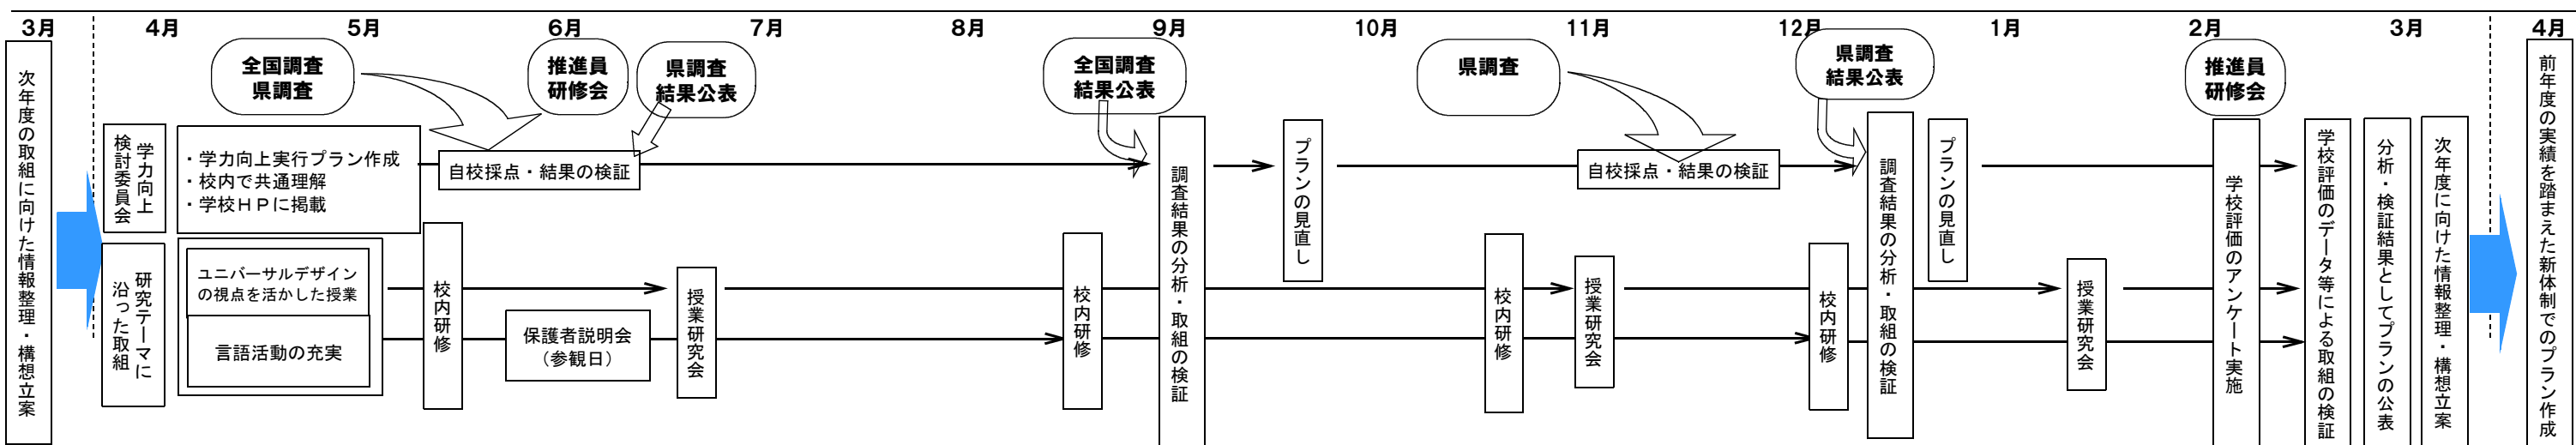 3月
4月
5月
6月
7月
8月
9月
10月
11月
12月
1月
2月
3月
4月
次年度の取組に向けた情報整理・構想立案
全国調査
県調査
推進員
研修会
県調査
結果公表
全国調査
結果公表
県調査
県調査
結果公表
推進員
研修会
学力向上
検討委員会
・学力向上実行プラン作成
・校内で共通理解
・学校ＨＰに掲載
自校採点・結果の検証
研究テーマに
沿った取組
ユニバーサルデザイン
の視点を活かした授業
言語活動の充実
校内研修
保護者説明会
（参観日）
授業研究会
校内研修
調査結果の分析・取組の検証
プランの見直し
校内研修
自校採点・結果の検証
授業研究会
校内研修
調査結果の分析・取組の検証
プランの見直し
授業研究会
学校評価のアンケート実施
学校評価のデータ等による取組の検証
分析・検証結果としてプランの公表
次年度に向けた情報整理・構想立案
前年度の実績を踏まえた新体制でのプラン作成